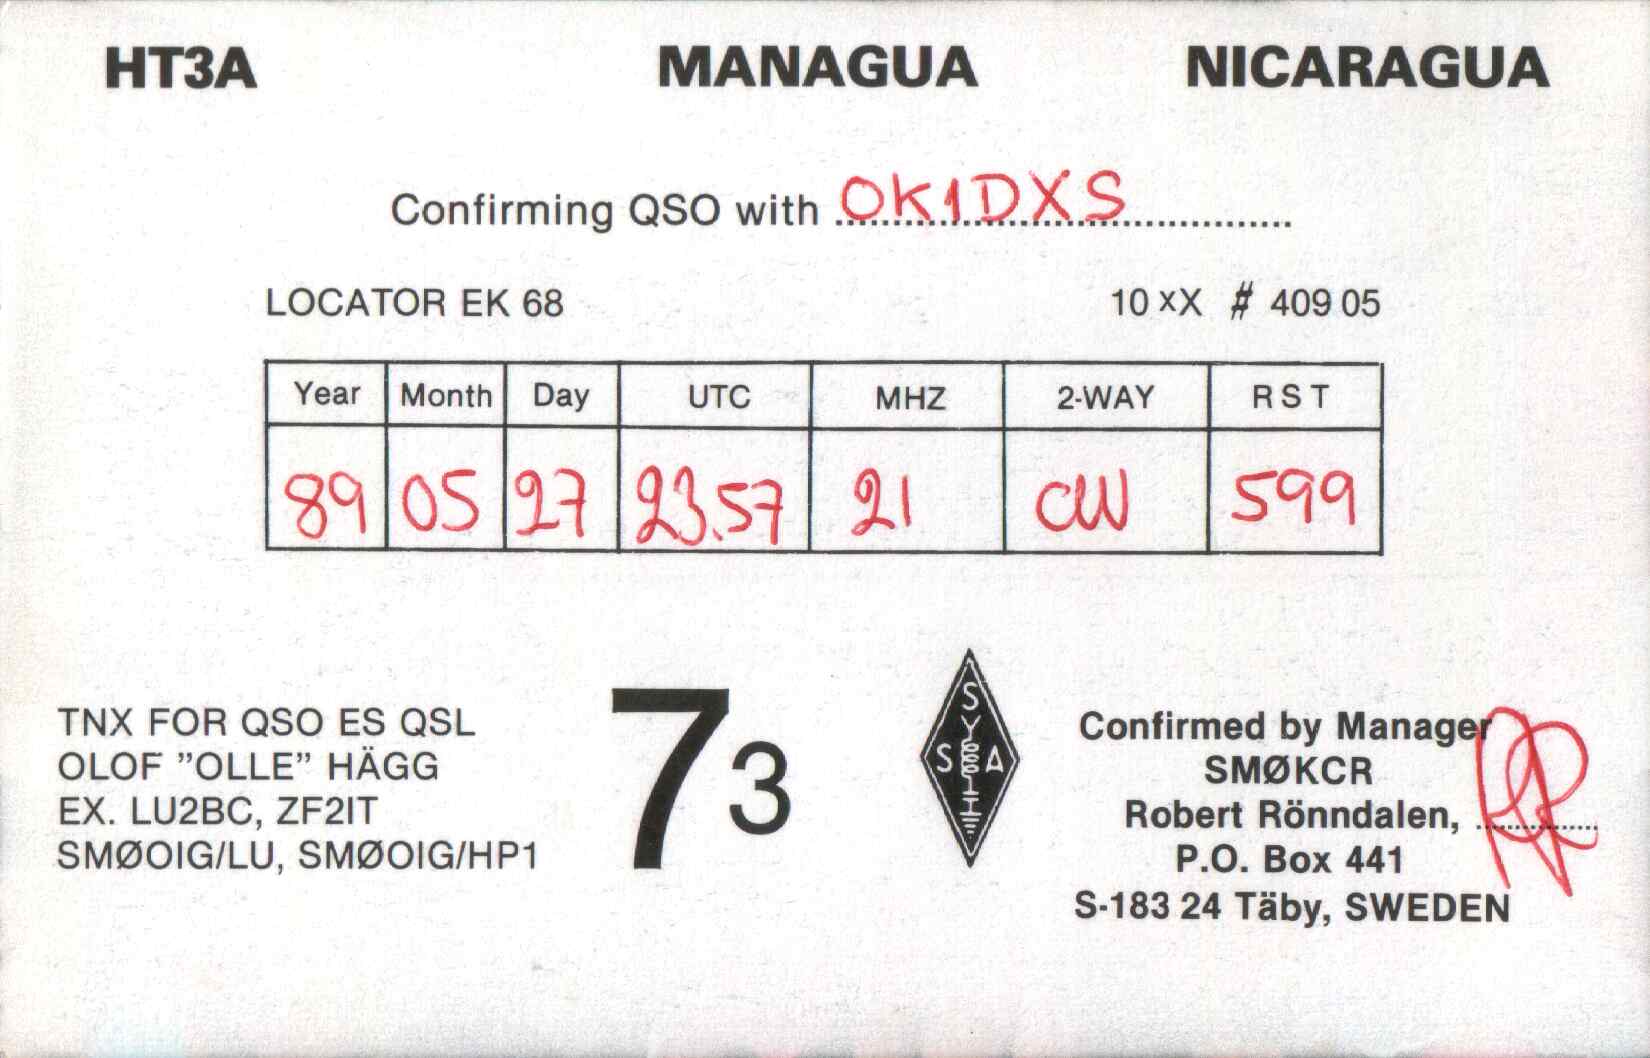 HT3A MANAGUA NICARAGUA
Confirming QSO with OK1DXS
LOCATOR EK 68 10 xX # 409 05
Year Month Day UTC MHZ 2-WAY RST
89 05 27 23.57 21 CW 599
TNX FOR QSO ES QSL
OLOF ”OLLE” HÄGG
EX. LU2BC, ZF2IT
SMØOIG/LU, SMØOIG/HP1
73
S
Y
S A
Confirmed by Manager
SMØKCR
Robert Rönndalen,
P.O. Box 441
S-183 24 Täby, SWEDEN